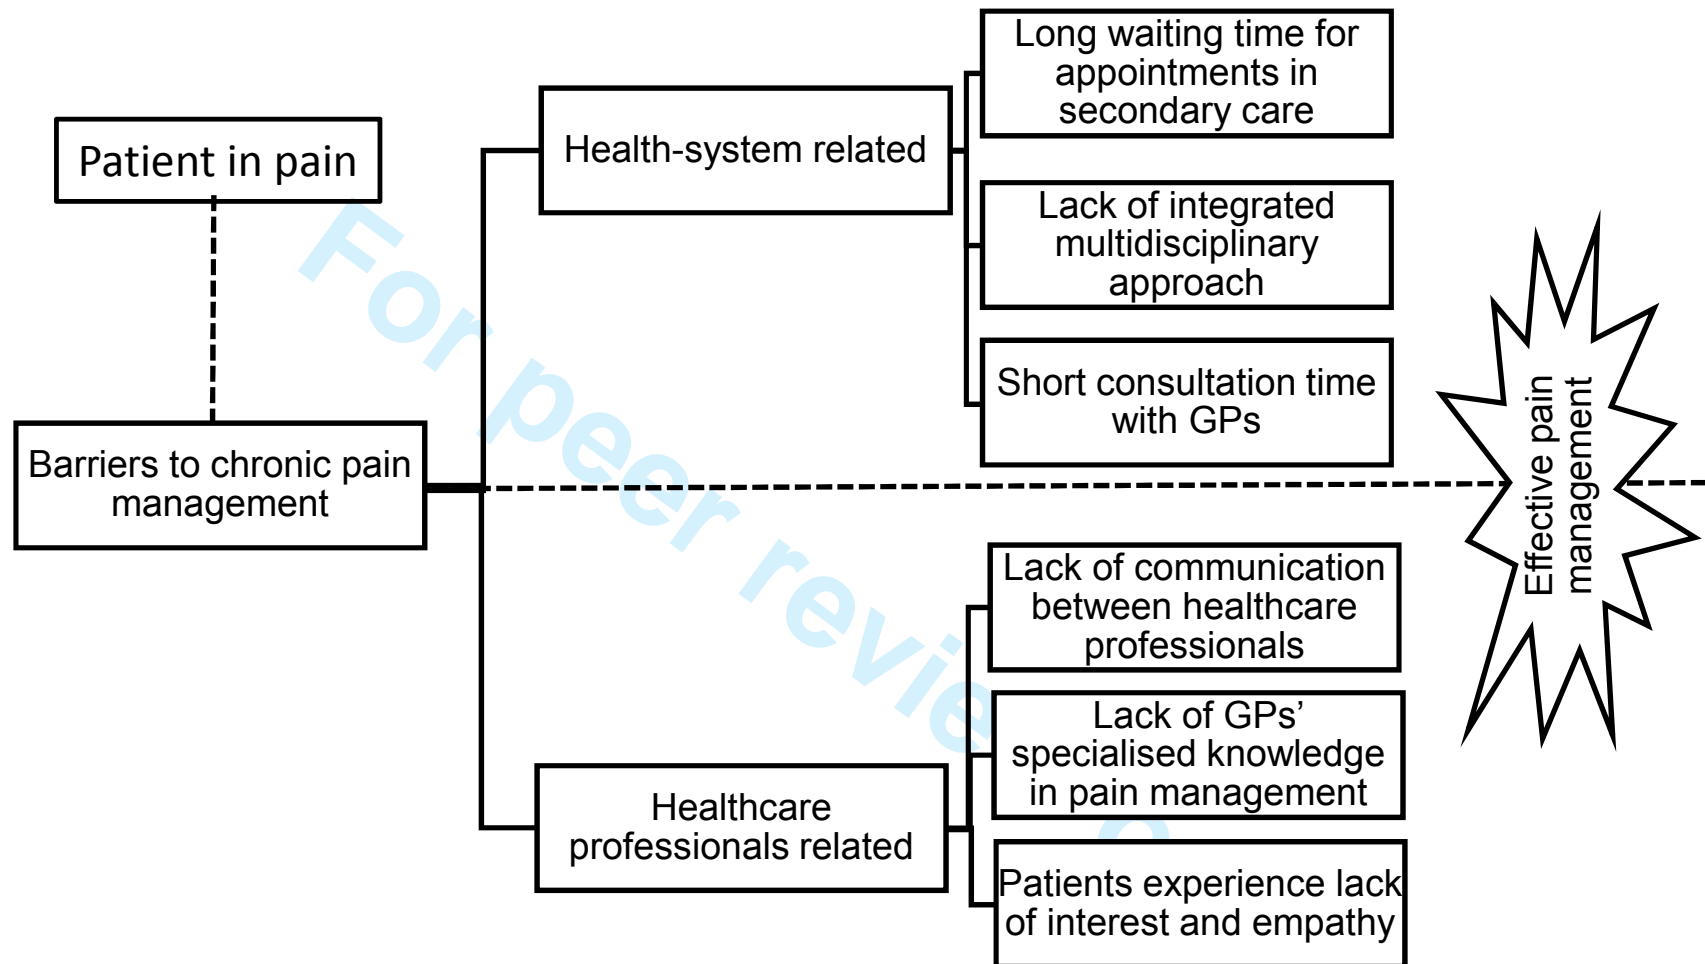 Patient in pain
Barriers to chronic pain
management
Health-system related
Long waiting time for
appointments in
secondary care
Lack of integrated
multidisciplinary
approach
Short consultation time
with GPs
Healthcare
professionals related
Lack of communication
between healthcare
professionals
Lack of GPs’
specialised knowledge
in pain management
Patients experience lack
of interest and empathy
Effective pain
management
For peer review